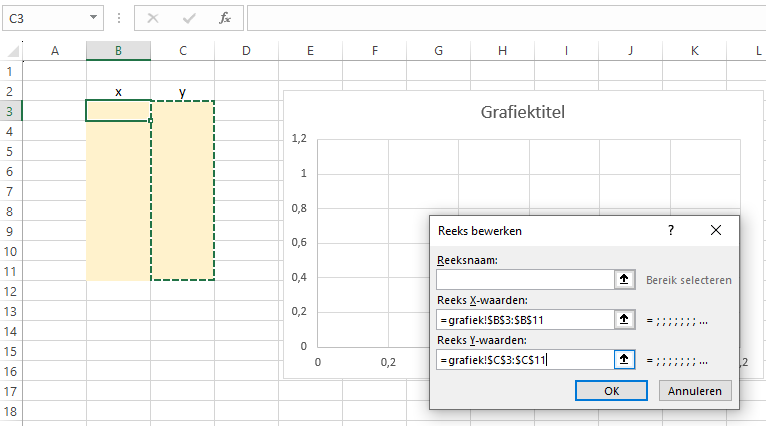 C3 fx
A B C D E F G H I J K L
1
2 x y
3
4
5
6
7
8
9
10
11
12
13
14
15
16
17
18
Grafiektitel
1,2
1
0,8
0,6
0,4
0,2
0
0 0,2 ,2
Reeks bewerken ?
Reeksnaam:
Bereik selecteren
Reeks X-waarden:
=grafiek!$B$3:$B$11 = ; ; ; ; ; ; ; ...
Reeks Y-waarden:
=grafiek!$C$3:$C$11 = ; ; ; ; ; ; ; ...
OK Annuleren